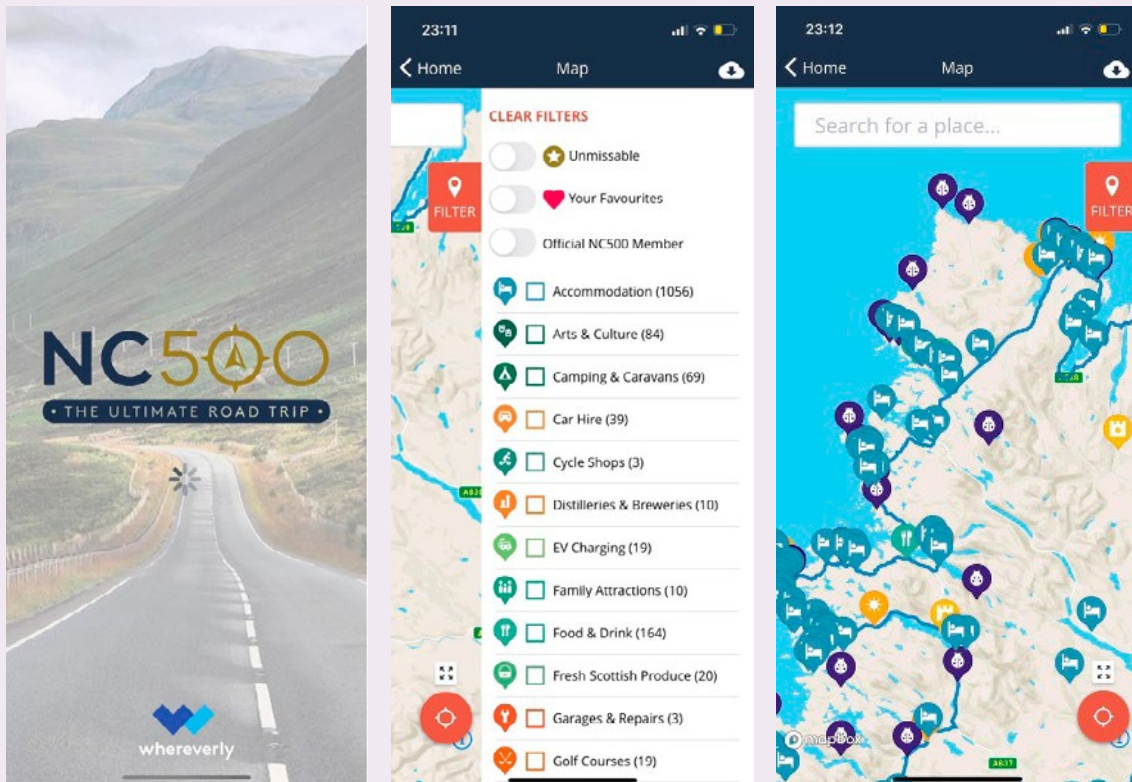 NC500
• THE ULTIMATE ROAD TRIP •
whereverly
23:11
Home
Map
CLEAR FILTERS
Unmissable
Your Favourites
FILTER
Official NC500 Member
Accommodation (1056)
Arts & Culture (84)
Camping & Caravans (69)
Car Hire (39)
Cycle Shops (3)
Distilleries & Breweries (10)
EV Charging (19)
Family Attractions (10)
Food & Drink (164)
Fresh Scottish Produce (20)
Garages & Repairs (3)
Golf Courses (19)
23:12
Home
Map
Search for a place...
FILTER
mapbox
A837